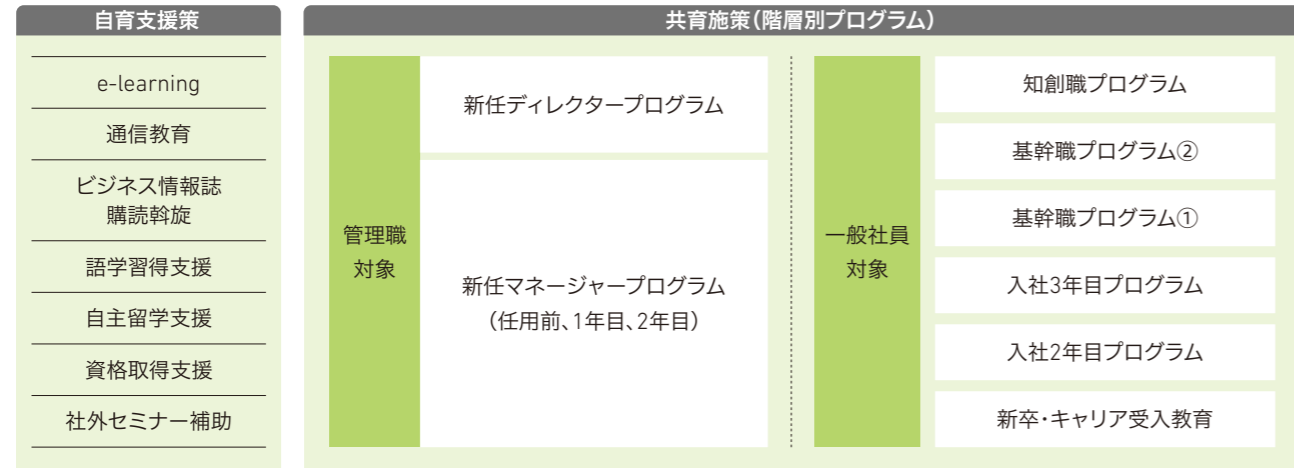 自育支援策
e-learning
通信教育
ビジネス情報誌
購読斡旋
語学習得支援
自主留学支援
資格取得支援
社外セミナー補助
共育施策(階層別プログラム)
管理職
対象
新任ディレクタープログラム
新任マネージャープログラム
(任用前、1年目、2年目)
一般社員
対象
知創職プログラム
基幹職プログラム②
基幹職プログラム①
入社3年目プログラム
入社2年目プログラム
新卒・キャリア受入教育